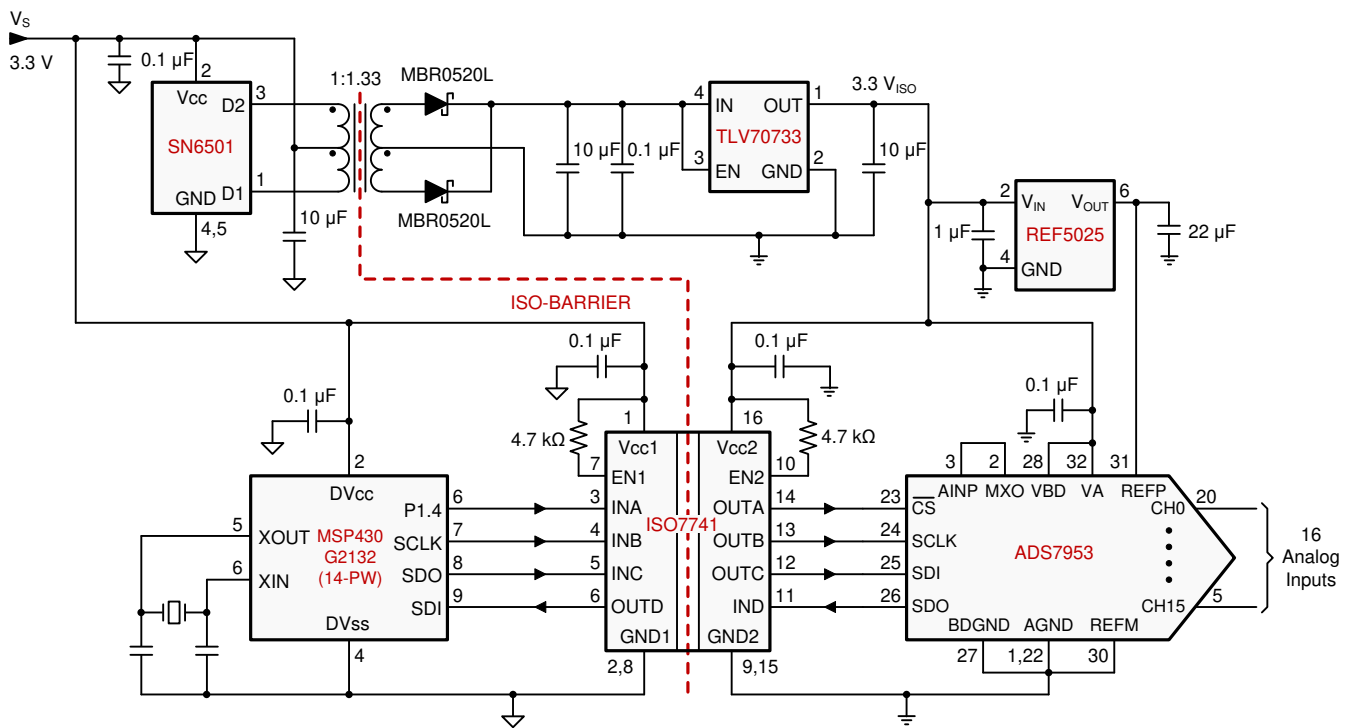 VS
3.3 V
0.1 µF
2
Vcc
D2
3
SN6501
D1
1
GND
4,5
10 µF
1:1.33
MBR0520L
MBR0520L
10 µF
0.1 µF
4
IN
OUT
1
TLV70733
3
EN
GND
2
3.3 VISO
10 µF
2
VIN
VOUT
6
REF5025
1 µF
4
GND
22 µF
ISO-BARRIER
0.1 µF
0.1 µF
0.1 µF
0.1 µF
4.7 kΩ
4.7 kΩ
2
DVcc
5
XOUT
6
XIN
MSP430
G2132
(14-PW)
P1.4
6
SCLK
7
SDO
8
SDI
9
DVss
4
1
Vcc1
7
EN1
3
INA
4
INB
5
INC
6
OUTD
GND1
2,8
ISO7741
16
Vcc2
10
EN2
14
OUTA
13
OUTB
12
OUTC
11
IND
GND2
9,15
3
2
28
32
31
AINP
MXO
VBD
VA
REFP
23
CS
24
SCLK
25
SDI
26
SDO
ADS7953
CH0
20
CH15
5
BDGND
AGND
REFM
27
1,22
30
16
Analog
Inputs